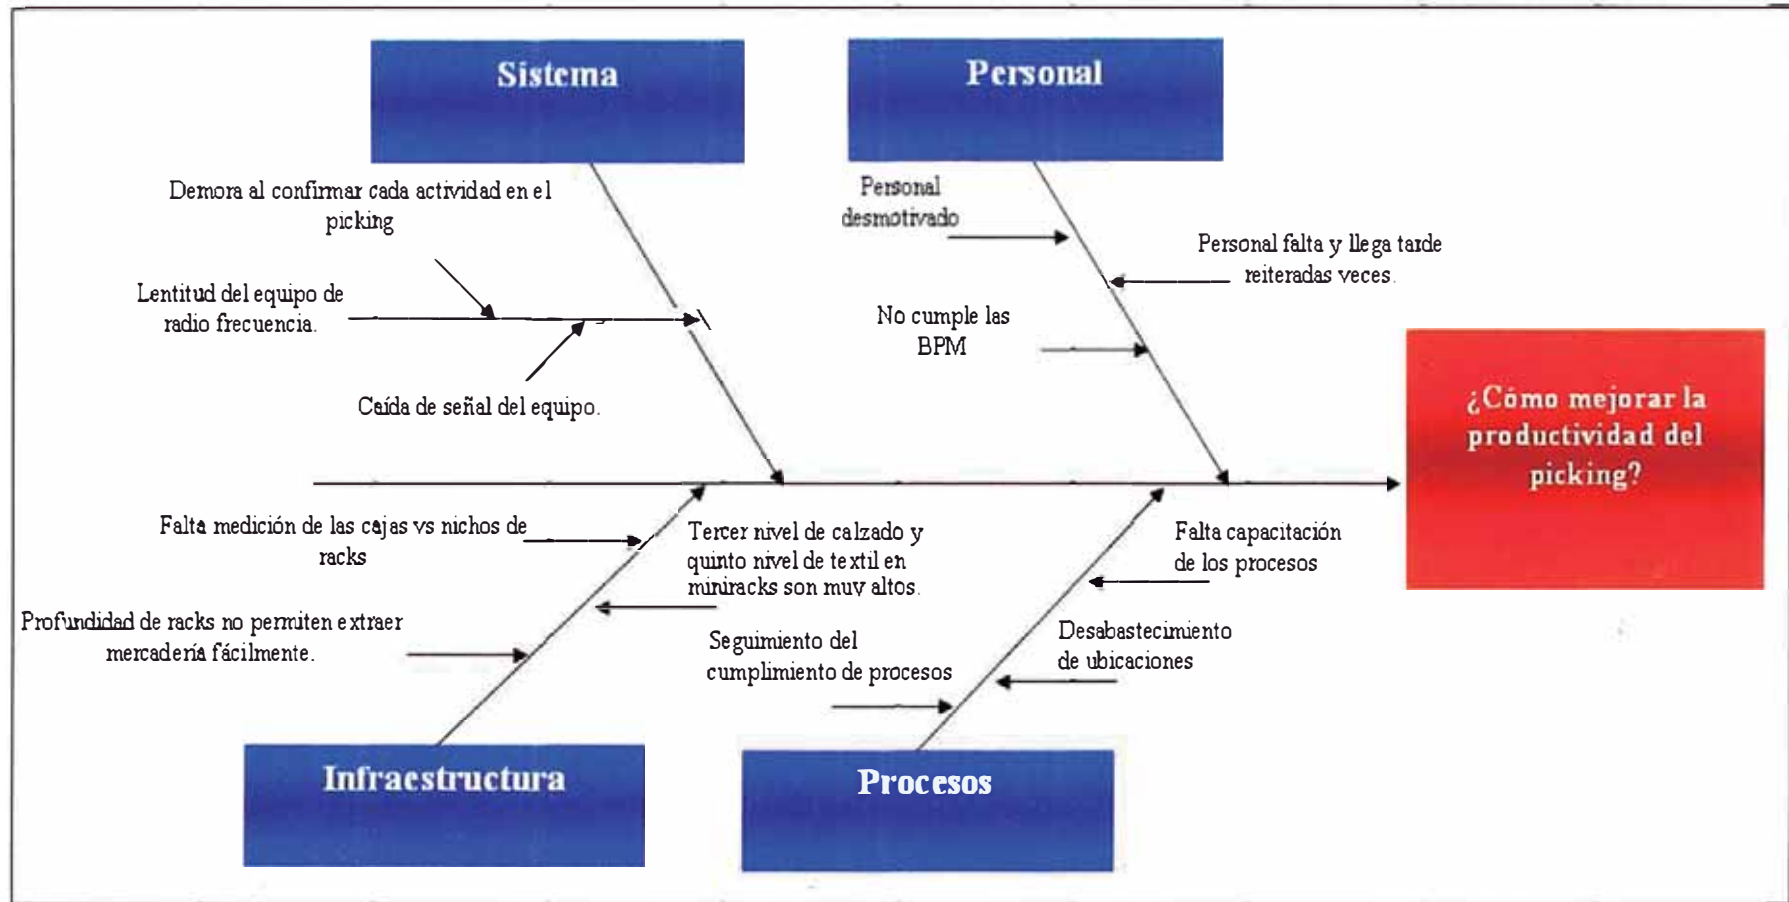 Sistema
Personal
Demora al confirmar cada actividad en el
picking
Personal
desmotivado
Personal falta y llega tarde
reiteradas veces.
Lentitud del equipo de
radio frecuencia.
No cumple las
BPM
Caída de señal del equipo.
¿Cómo mejorar la
productividad del
picking?
Falta medición de las cajas vs nichos de
racks
Tercer nivel de calzado y
quinto nivel de textil en
miniracks son muy altos.
Falta capacitación
de los procesos
Profundidad de racks no permiten extraer
mercadería fácilmente.
Seguimiento del
cumplimiento de procesos
Desabastecimiento
de ubicaciones
Infraestructura
Procesos